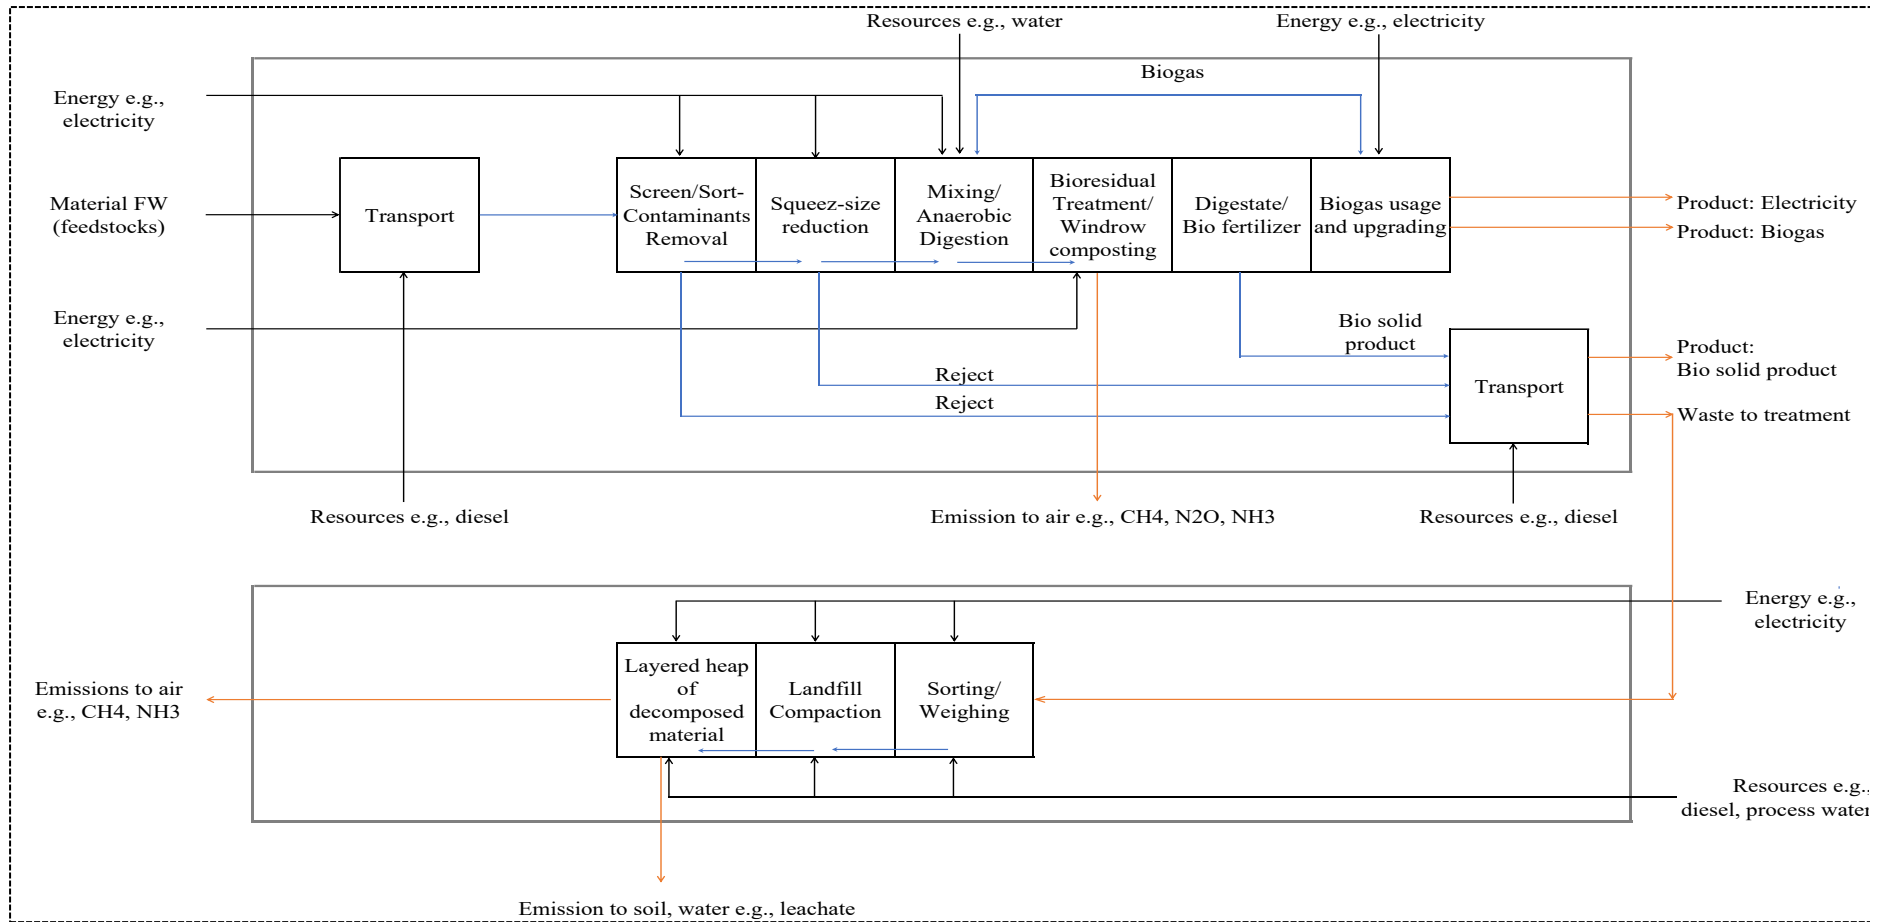 Resources e.g., water
Energy e.g., electricity
Biogas
Energy e.g.,
electricity
Material FW
(feedstocks)
Transport
Screen/Sort-
Contaminants
Removal
Squeez-size
reduction
Mixing/
Anaerobic
Digestion
Bioresidual
Treatment/
Windrow
composting
Digestate/
Bio fertilizer
Biogas usage
and upgrading
Product: Electricity
Product: Biogas
Energy e.g.,
electricity
Bio solid
product
Reject
Reject
Transport
Product:
Bio solid product
Waste to treatment
Resources e.g., diesel
Emission to air e.g., CH4, N2O, NH3
Resources e.g., diesel
Energy e.g.,
electricity
Emissions to air
e.g., CH4, NH3
Layered heap
of
decomposed
material
Landfill
Compaction
Sorting/
Weighing
Resources e.g.,
diesel, process water
Emission to soil, water e.g., leachate